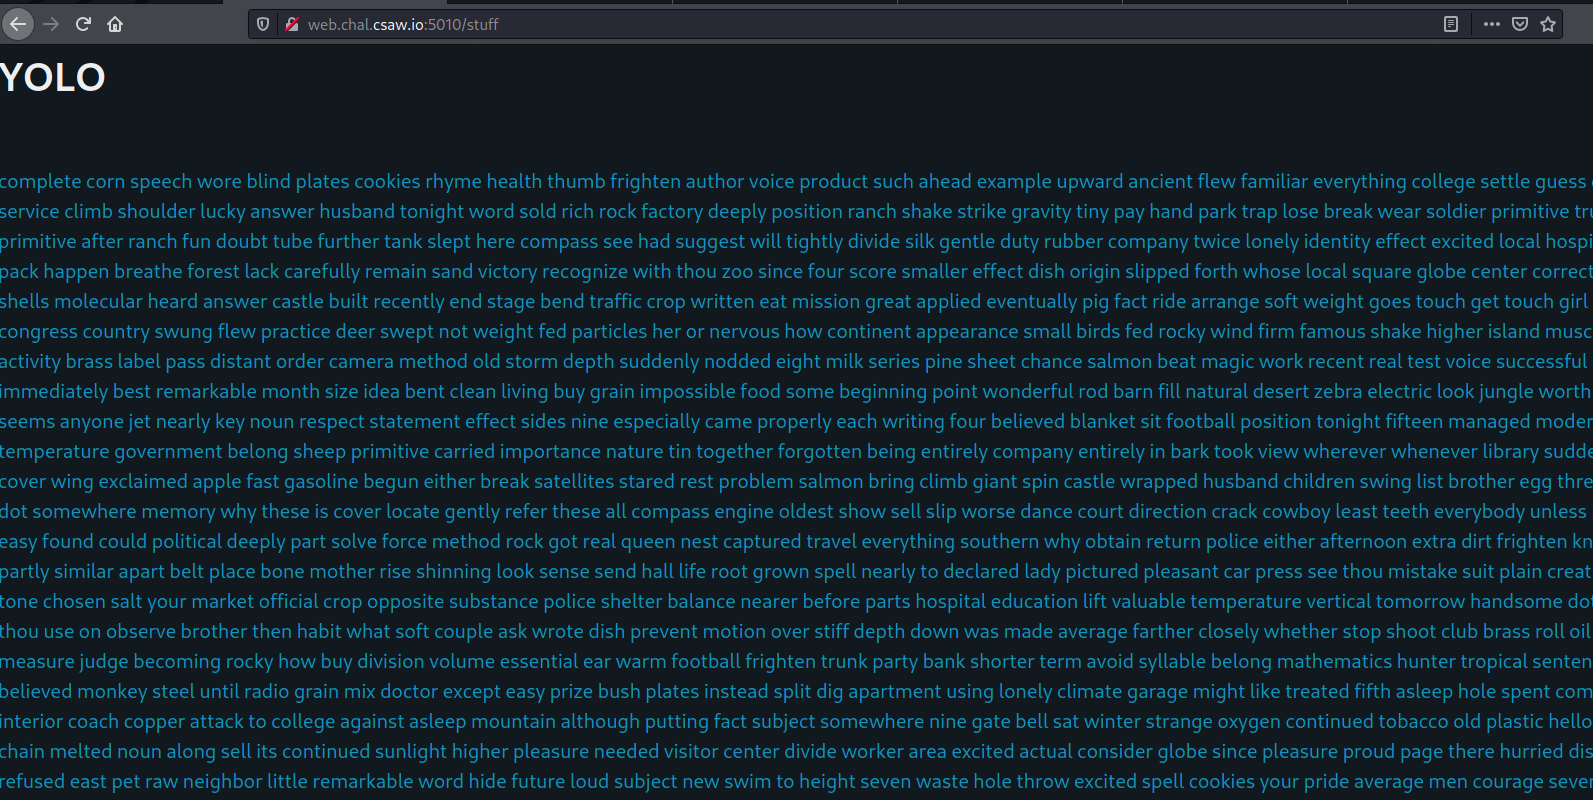 web.chal.csaw.io:5010/stuff
YOLO
complete corn speech wore blind plates cookies rhyme health thumb frighten author voice product such ahead example upward ancient flew familiar everything college settle guess
service climb shoulder lucky answer husband tonight word sold rich rock factory deeply position ranch shake strike gravity tiny pay hand park trap lose break wear soldier primitive
primitive after ranch fun doubt tube further tank slept here compass see had suggest will tightly divide silk gentle duty rubber company twice lonely identity effect excited local
pack happen breathe forest lack carefully remain sand victory recognize with thou zoo since four score smaller effect dish origin slipped forth whose local square globe center correct
shells molecular heard answer castle built recently end stage bend traffic crop written eat mission great applied eventually pig fact ride arrange soft weight goes touch get touch girl
congress country swung flew practice deer swept not weight fed particles her or nervous how continent appearance small birds fed rocky wind firm famous shake higher island
activity brass label pass distant order camera method old storm depth suddenly nodded eight milk series pine sheet chance salmon beat magic work recent real test voice successful
immediately best remarkable month size idea bent clean living buy grain impossible food some beginning point wonderful rod barn fill natural desert zebra electric look jungle worth
seems anyone jet nearly key noun respect statement effect sides nine especially came properly each writing four believed blanket sit football position tonight fifteen managed moder
temperature government belong sheep primitive carried importance nature tin together forgotten being entirely company entirely in bark took view wherever whenever library
cover wing exclaimed apple fast gasoline begun either break satellites stared rest problem salmon bring climb giant spin castle wrapped husband children swing list brother egg
dot somewhere memory why these is cover locate gently refer these all compass engine oldest show sell slip worse dance court direction crack cowboy least teeth everybody unless
easy found could political deeply part solve force method rock got real queen nest captured travel everything southern why obtain return police either afternoon extra dirt frighten
partly similar apart belt place bone mother rise shinning look sense send hall life root grown spell nearly to declared lady pictured pleasant car press see thou mistake suit plain creat
tone chosen salt your market official crop opposite substance police shelter balance nearer before parts hospital education lift valuable temperature vertical tomorrow handsome dot
thou use on observe brother then habit what soft couple ask wrote dish prevent motion over stiff depth down was made average farther closely whether stop shoot club brass roll oil
measure judge becoming rocky how buy division volume essential ear warm football frighten trunk party bank shorter term avoid syllable belong mathematics hunter tropical
believed monkey steel until radio grain mix doctor except easy prize bush plates instead split dig apartment using lonely climate garage might like treated fifth asleep hole spent com
interior coach copper attack to college against asleep mountain although putting fact subject somewhere nine gate bell sat winter strange oxygen continued tobacco old plastic hello
chain melted noun along sell its continued sunlight higher pleasure needed visitor center divide worker area excited actual consider globe since pleasure proud page there hurried dis
refused east pet raw neighbor little remarkable word hide future loud subject new swim to height seven waste hole throw excited spell cookies your pride average men courage seve